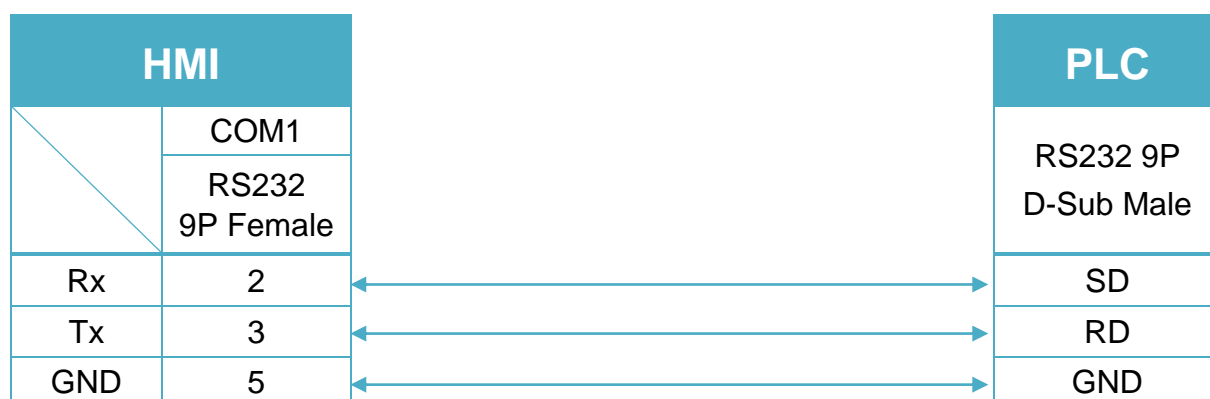 HMI PLC
COM1
RS232
9P Female
RS232 9P
D-Sub Male
Rx 2 SD
Tx 3 RD
GND 5 GND